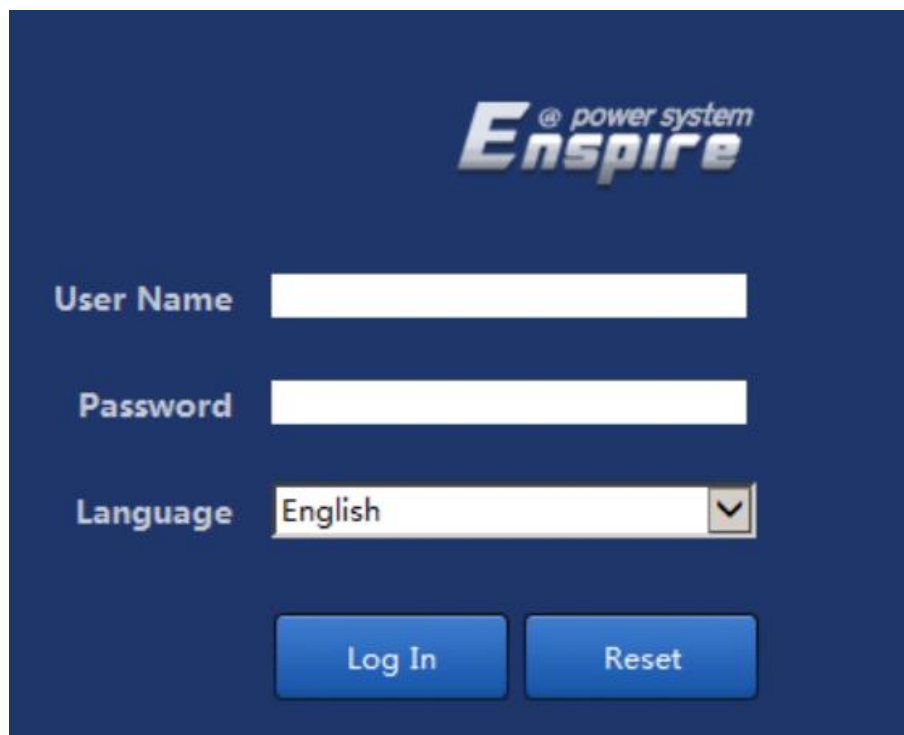 @ power system
Enspire
User Name
Password
Language English
Log In Reset